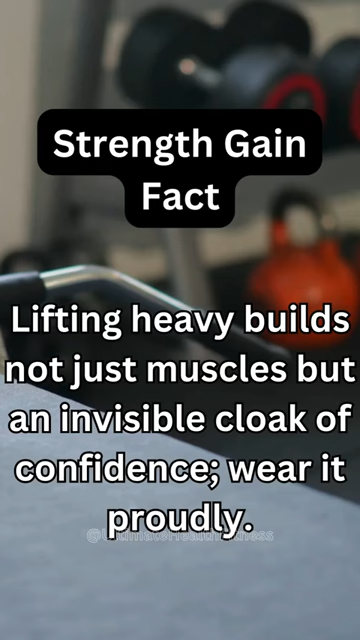 Strength Gain
Fact
Lifting heavy builds
not just muscles but
an invisible cloak of
confidence; wear it
proudly.